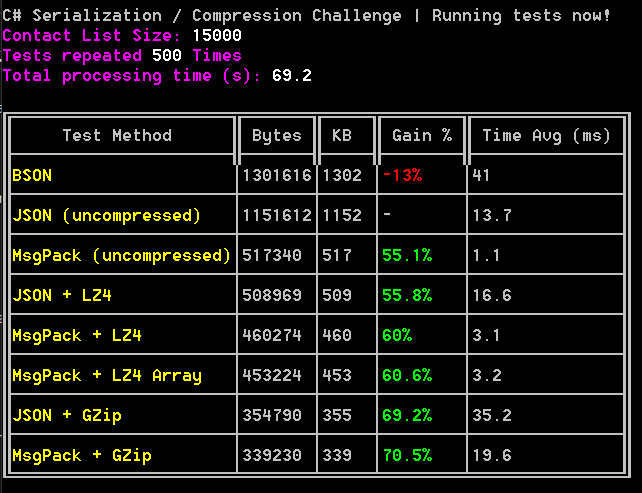 C# Serialization / Compression Challenge | Running tests now!
Contact List Size: 15000
Tests repeated 500 Times
Total processing time (s): 69.2
Test Method Bytes KB Gain % Time Avg (ms)
BSON 1301616 1302 -13% 41
JSON (uncompressed) 1151612 1152 - 13.7
MsgPack (uncompressed) 517340 517 55.1% 1.1
JSON + LZ4 508969 509 55.8% 16.6
MsgPack + LZ4 460274 460 60% 3.1
MsgPack + LZ4 Array 453224 453 60.6% 3.2
JSON + GZip 354790 355 69.2% 35.2
MsgPack + GZip 339230 339 70.5% 19.6